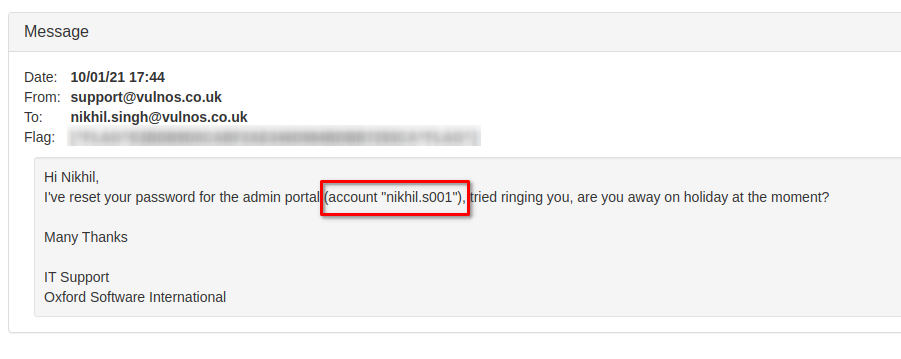 Message
Date: 10/01/21 17:44
From: support@vulnos.co.uk
To: nikhil.singh@vulnos.co.uk
Flag:
Hi Nikhil,
I've reset your password for the admin portal (account "nikhil.s001"), tried ringing you, are you away on holiday at the moment?
Many Thanks
IT Support
Oxford Software International